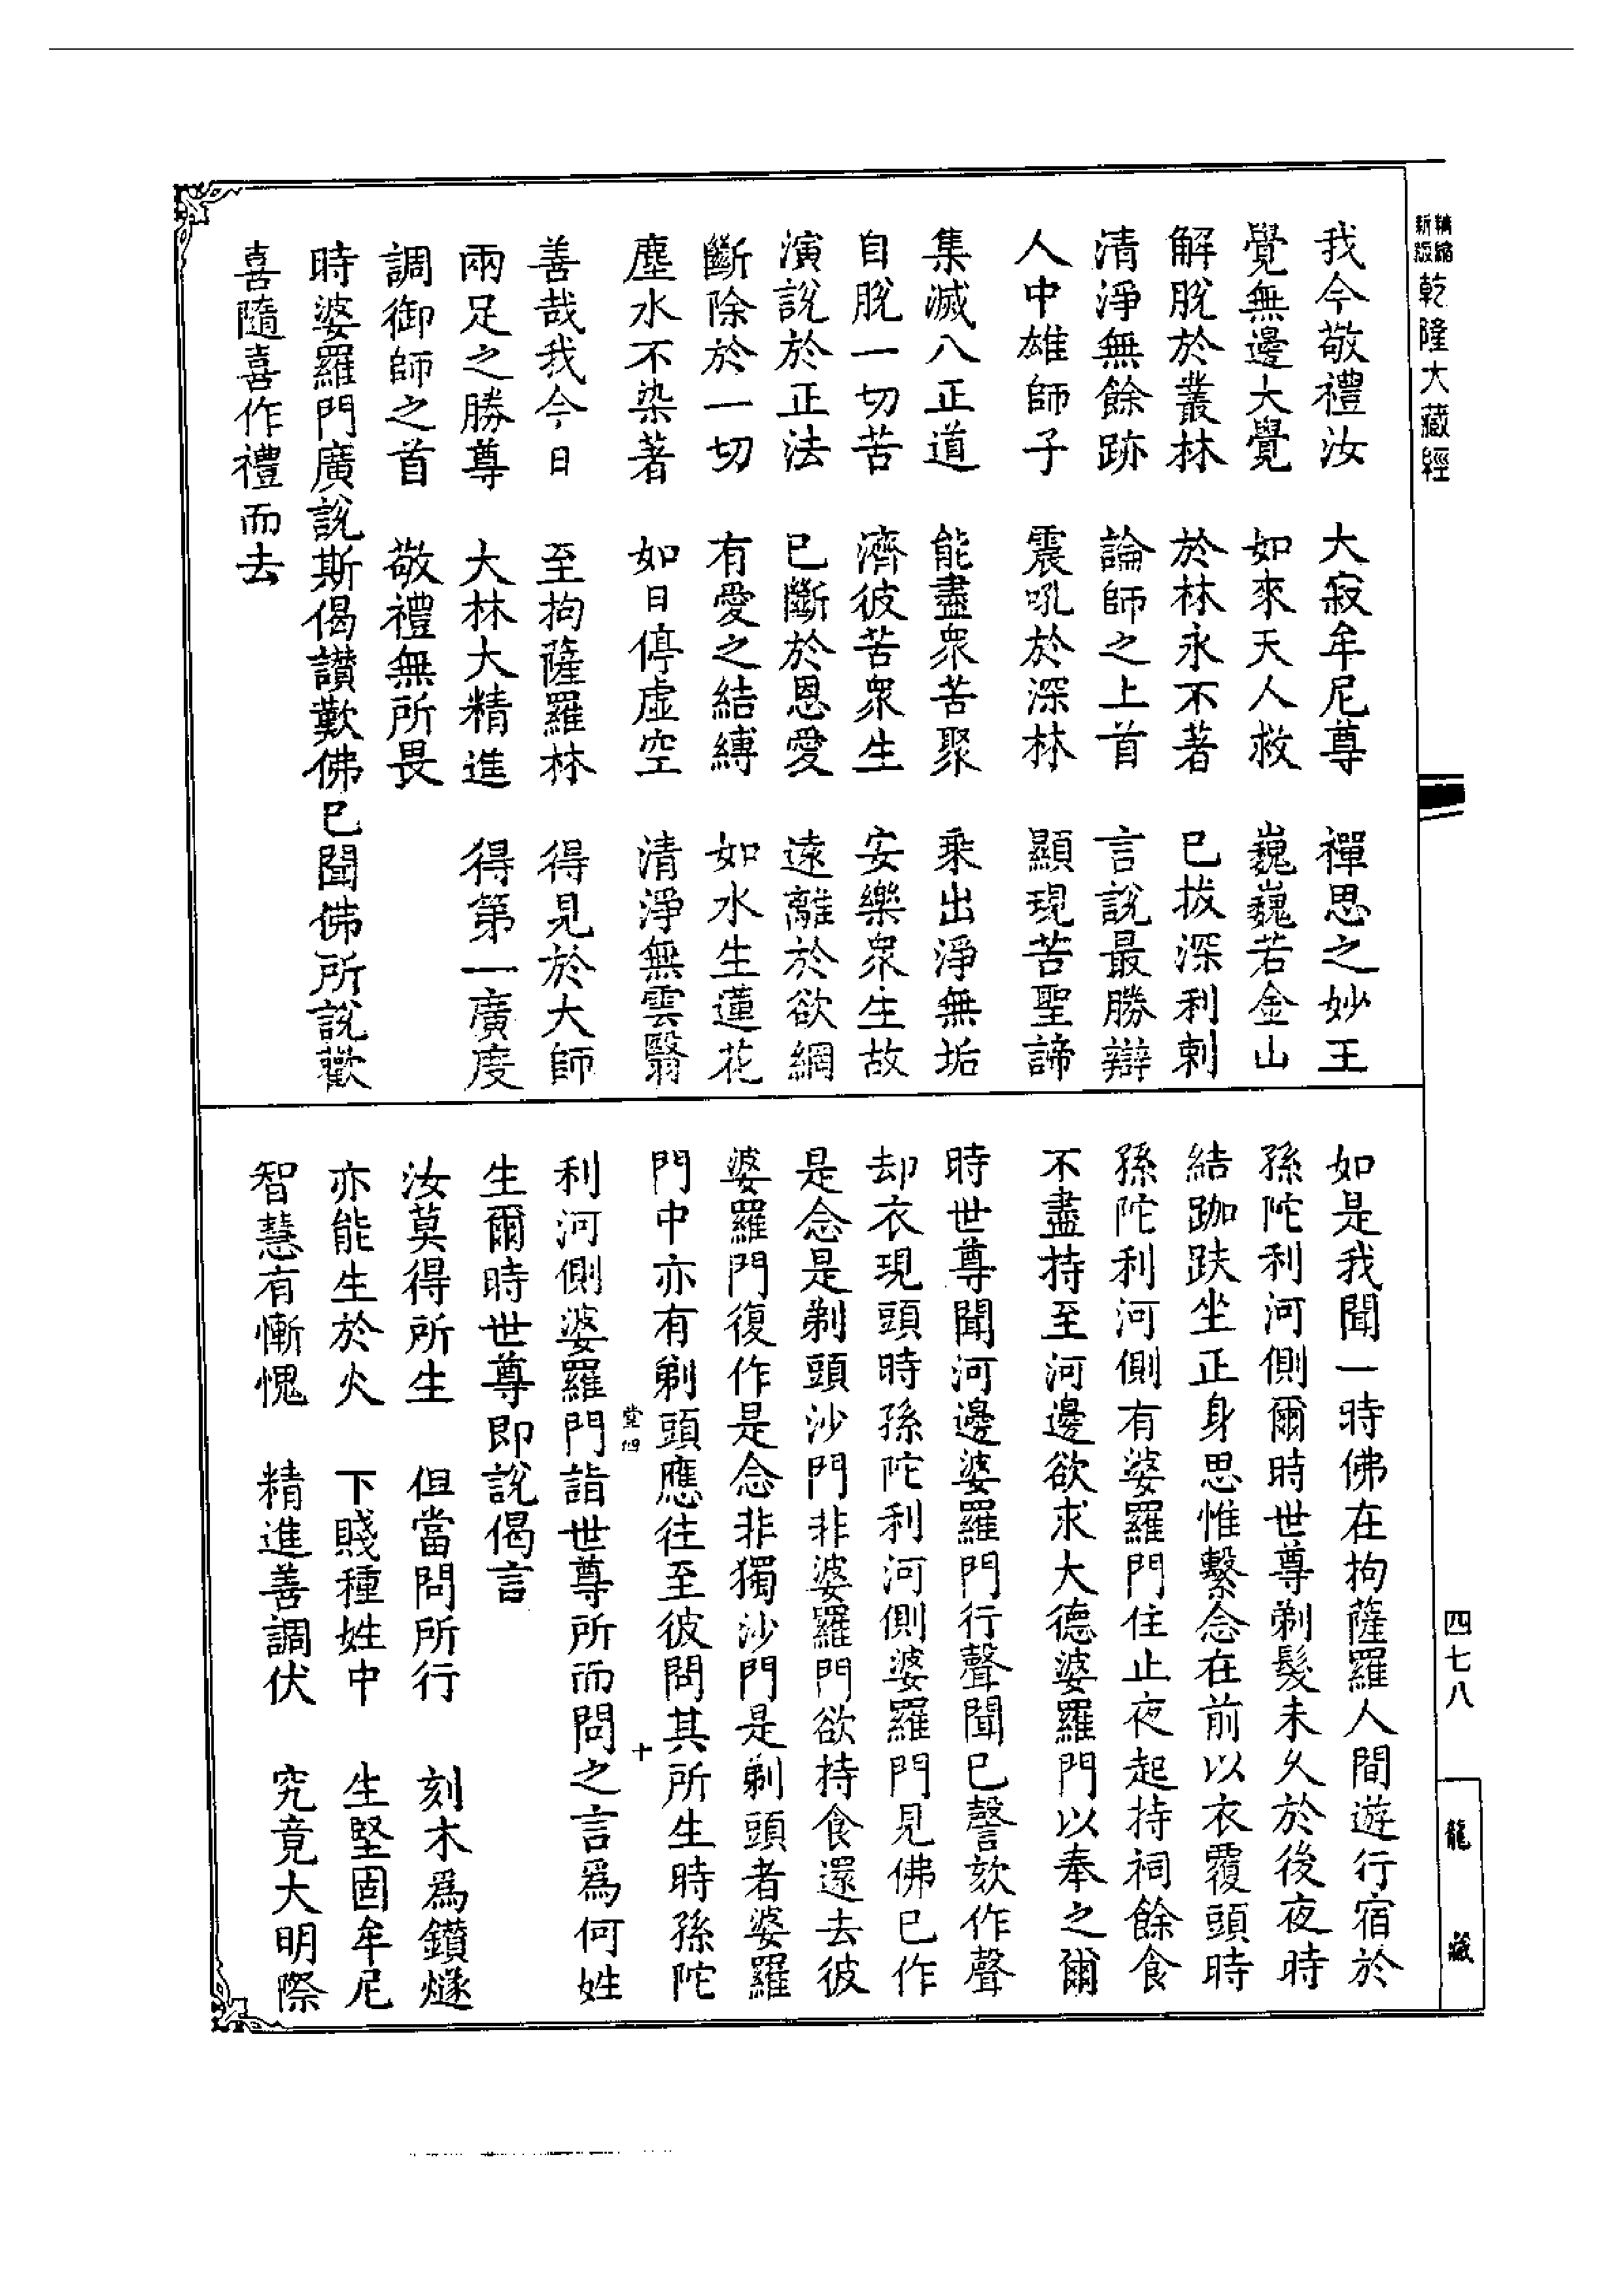 精縮新版乾隆大藏經
我今敬禮汝　大寂牟尼尊　禪思之妙王
覺無邊大覺　如來天人救　巍巍若金山
解脫於叢林　於林永不著　已拔深利刺
清淨無餘跡　論師之上首　言說最勝辯
人中雄師子　震吼於深林　顯現苦聖諦
集滅八正道　能盡眾苦聚　乘出淨無垢
自脫一切苦　濟彼苦眾生　安樂眾生故
演說於正法　已斷於恩愛　遠離於欲網
斷除於一切　有愛之結縛　如水生蓮花
塵水不染著　如日停虛空　清淨無雲翳
善哉我今日　至拘薩羅林　得見於大師
兩足之勝尊　大林大精進　得第一廣度
調御師之首　敬禮無所畏
時婆羅門廣說斯偈讚歎佛已聞佛所說歡
喜隨喜作禮而去
如是我聞一時佛在拘薩羅人間遊行宿於
孫陀利河側爾時世尊剃髮未久於後夜時
結跏趺坐正身思惟繫念在前以衣覆頭時
孫陀利河側有婆羅門住止夜起持祠餘食
不盡持至河邊欲求大德婆羅門以奉之爾
時世尊聞河邊婆羅門行聲聞已謦欬作聲
却衣現頭時孫陀利河側婆羅門見佛已作
是念是剃頭沙門非婆羅門欲持食還去彼
婆羅門復作是念非獨沙門是剃頭者婆羅
門中亦有剃頭應往至彼問其所生時孫陀
堂四　十
利河側婆羅門詣世尊所而問之言爲何姓
生爾時世尊即說偈言
汝莫得所生　但當問所行　刻木爲鑽燧
亦能生於火　下賤種姓中　生堅固牟尼
智慧有慚愧　精進善調伏　究竟大明際
四七八
龍藏